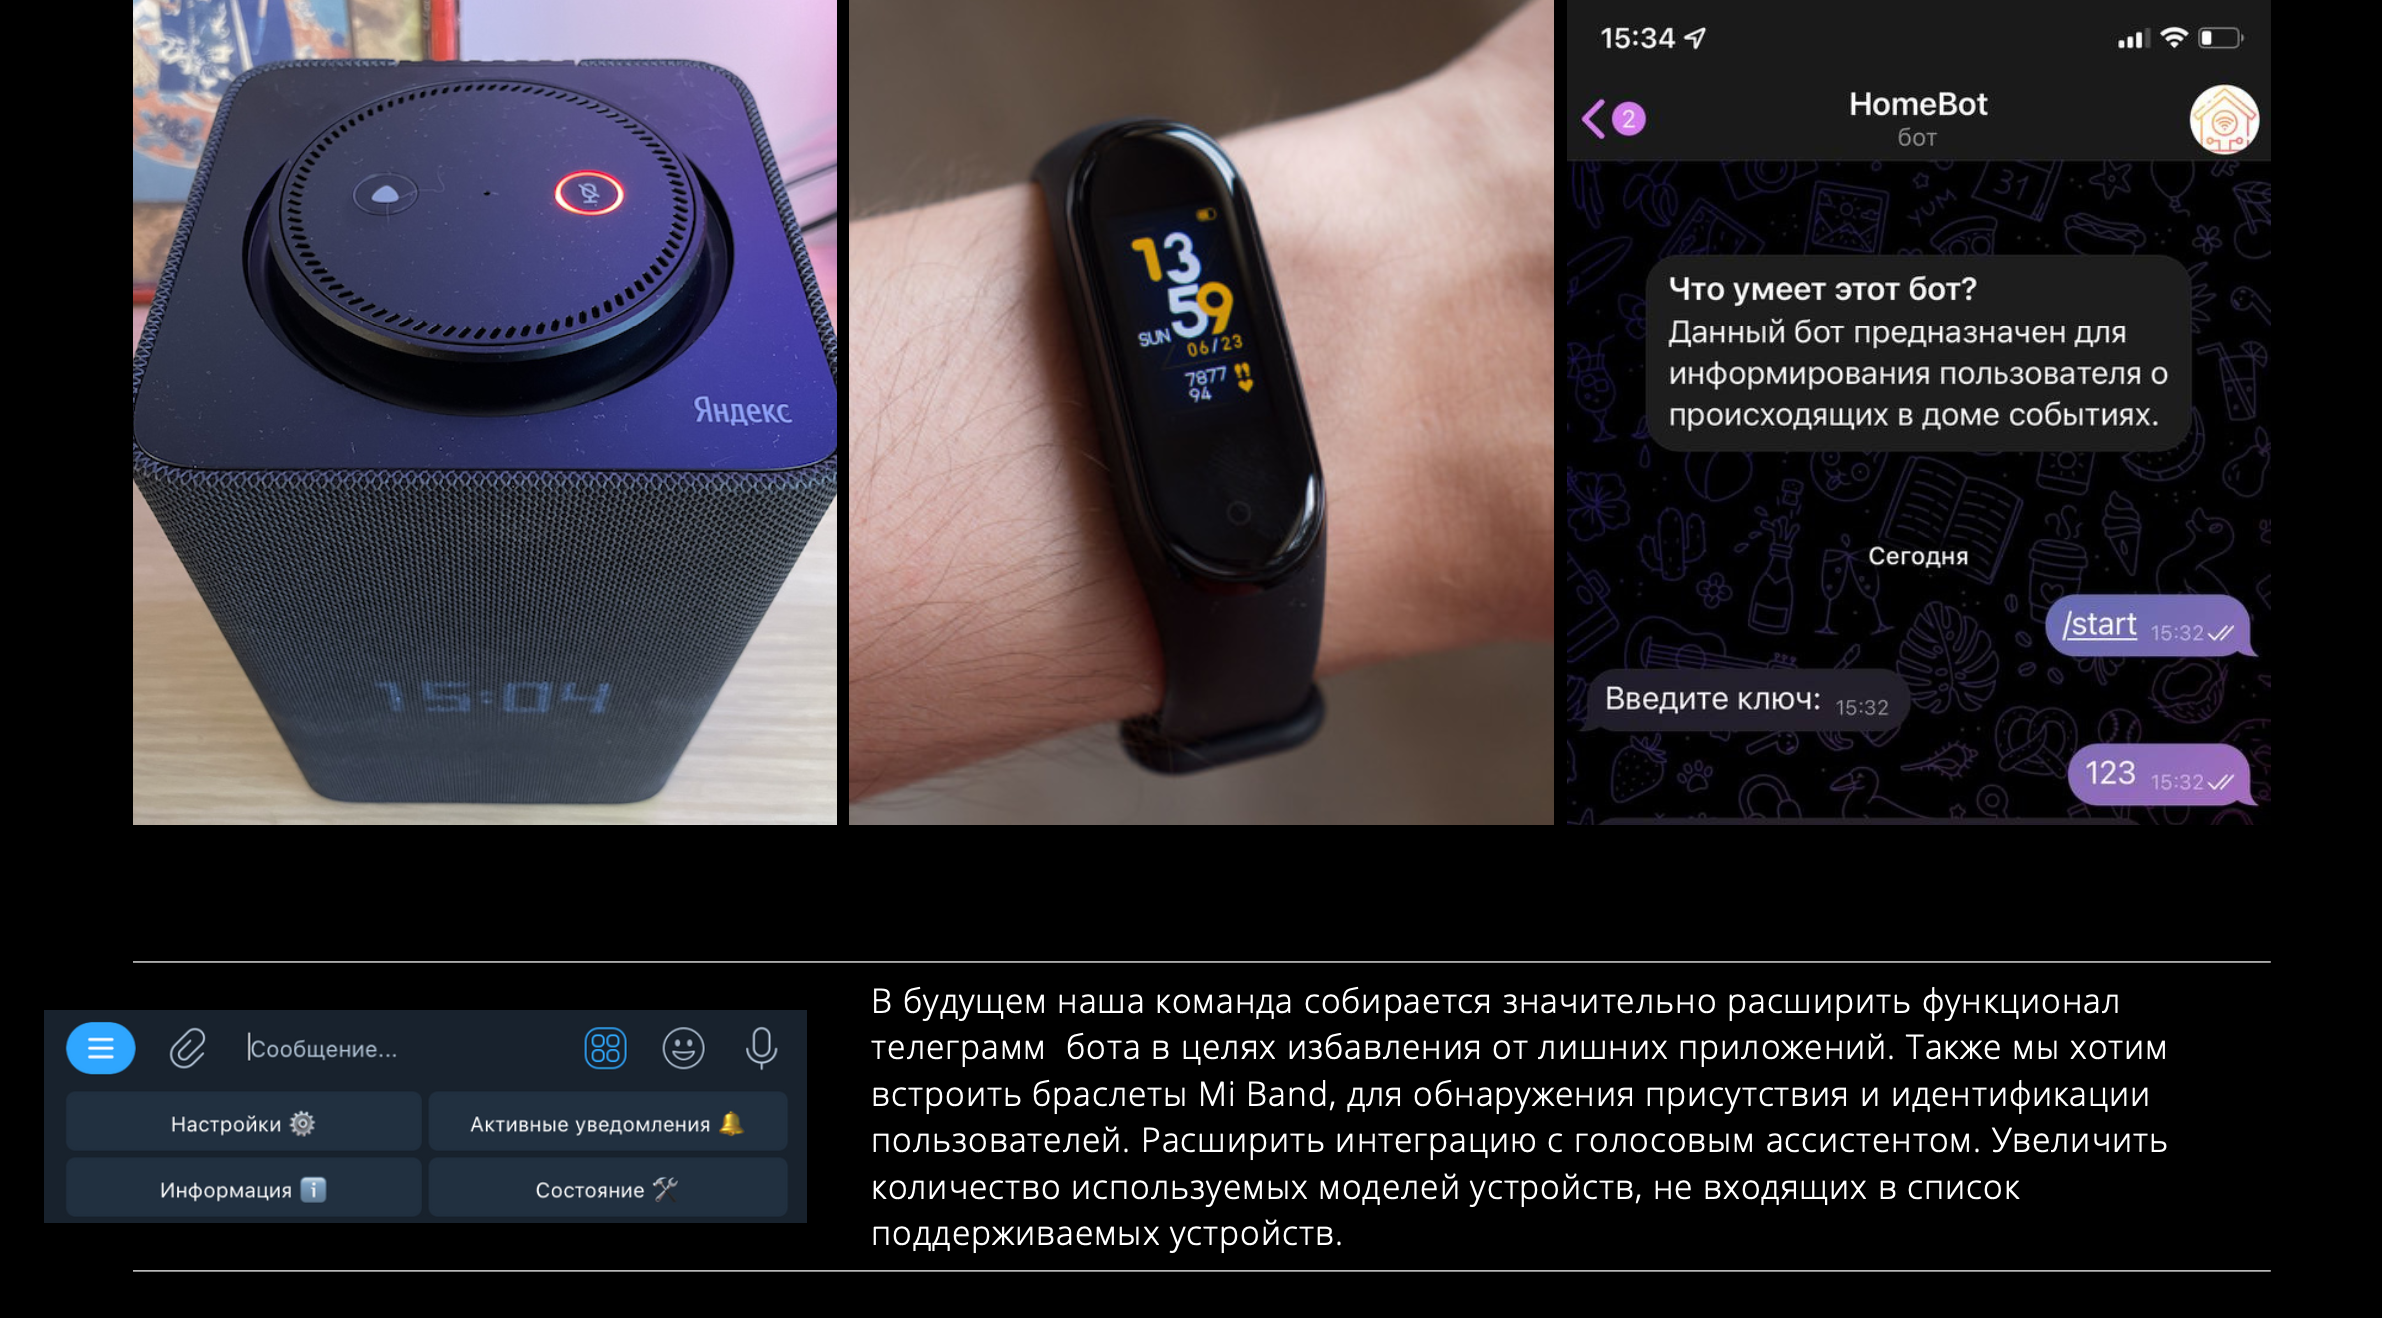 Яндекс
15:04
13
59
SUN
06/23
7877
94
15:34
2
HomeBot
бот
31
YUM
Что умеет этот бот?
Данный бот предназначен для
информирования пользователя о
происходящих в доме событиях.
Сегодня
/start 15:32
Введите ключ: 15:32
123 15:32
Сообщение...
Настройки ⚙️
Активные уведомления 🔔
Информация ℹ️
Состояние 🛠
В будущем наша команда собирается значительно расширить функционал
телеграмм  бота в целях избавления от лишних приложений. Также мы хотим
встроить браслеты Mi Band, для обнаружения присутствия и идентификации
пользователей. Расширить интеграцию с голосовым ассистентом. Увеличить
количество используемых моделей устройств, не входящих в список
поддерживаемых устройств.